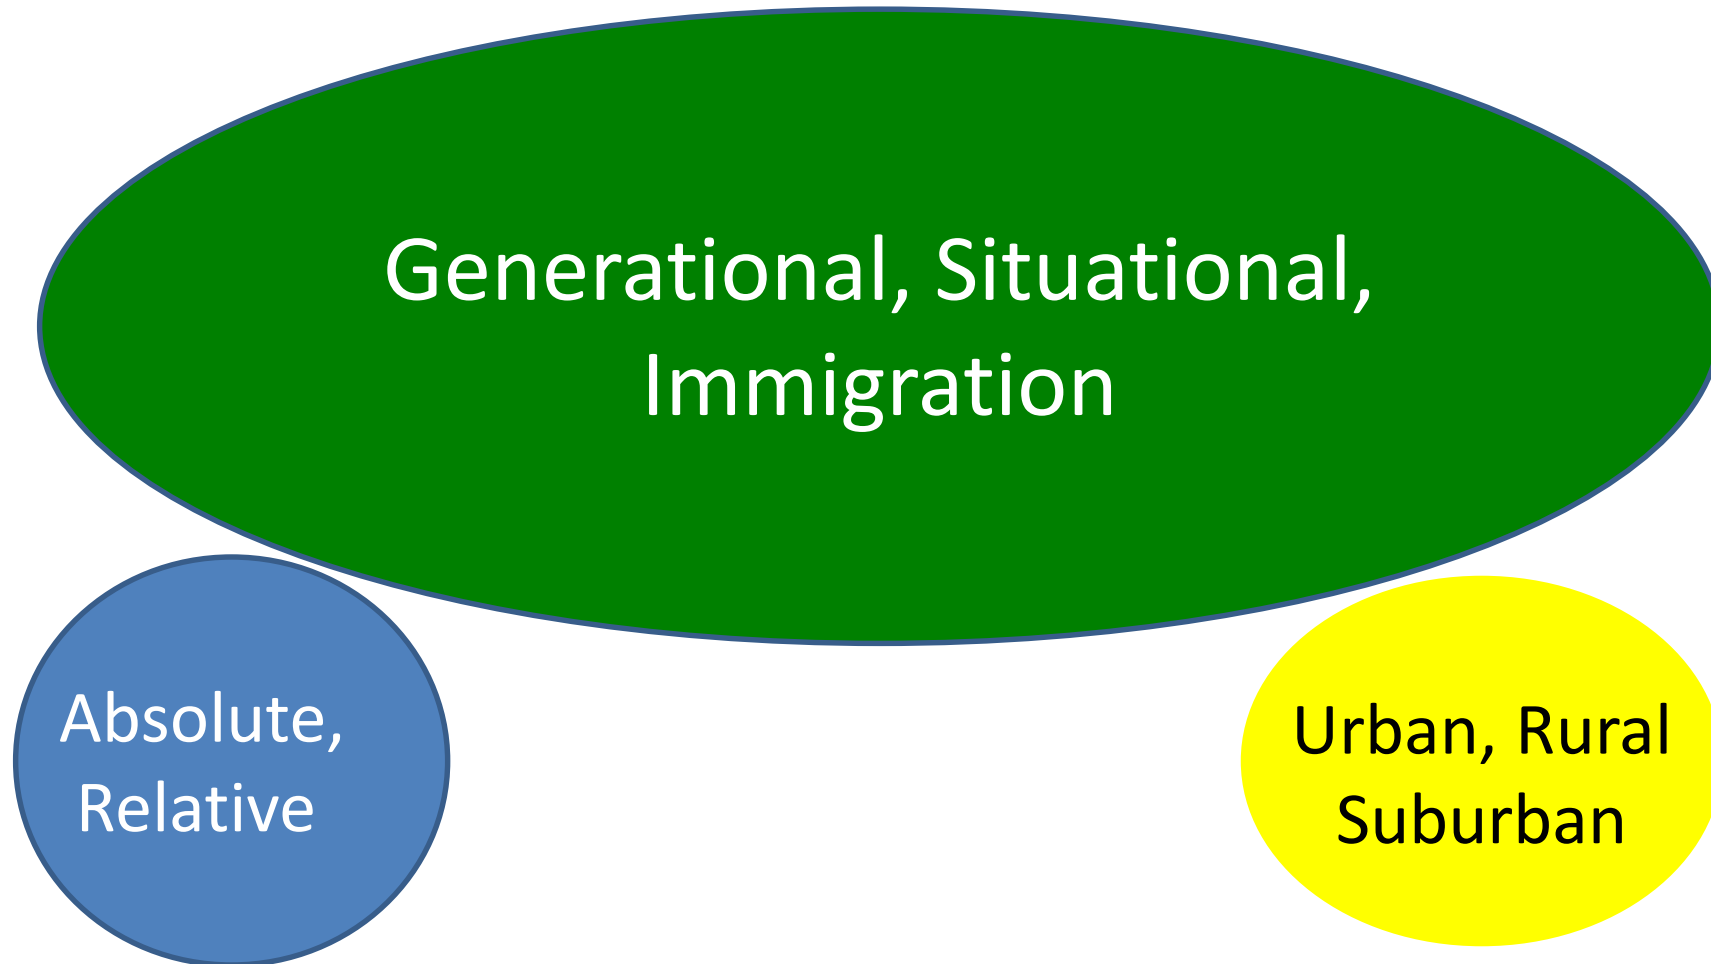 Generational, Situational,
Immigration
Absolute,
Relative
Urban, Rural
Suburban